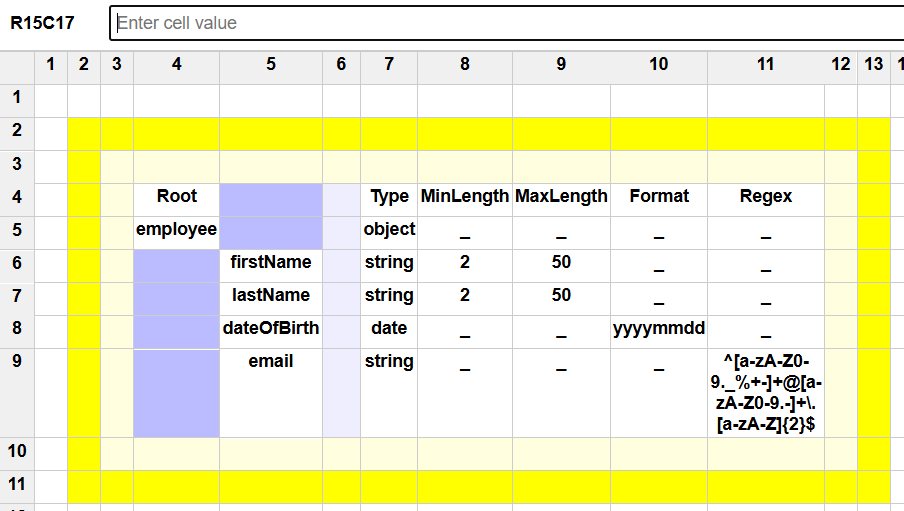 R15C17 Enter cell value
1 2 3 4 5 6 7 8 9 10 11 12 13
1
2
3
4 Root Type MinLength MaxLength Format Regex
5 employee object _ _ _ _
6 firstName string 2 50 _ _
7 lastName string 2 50 _ _
8 dateOfBirth date _ _ yyyymmdd _
9 email string _ _ _ ^[a-zA-Z0-
9._%+-]+@[a-
zA-Z0-9.-]+\.
[a-zA-Z]{2}$
10
11